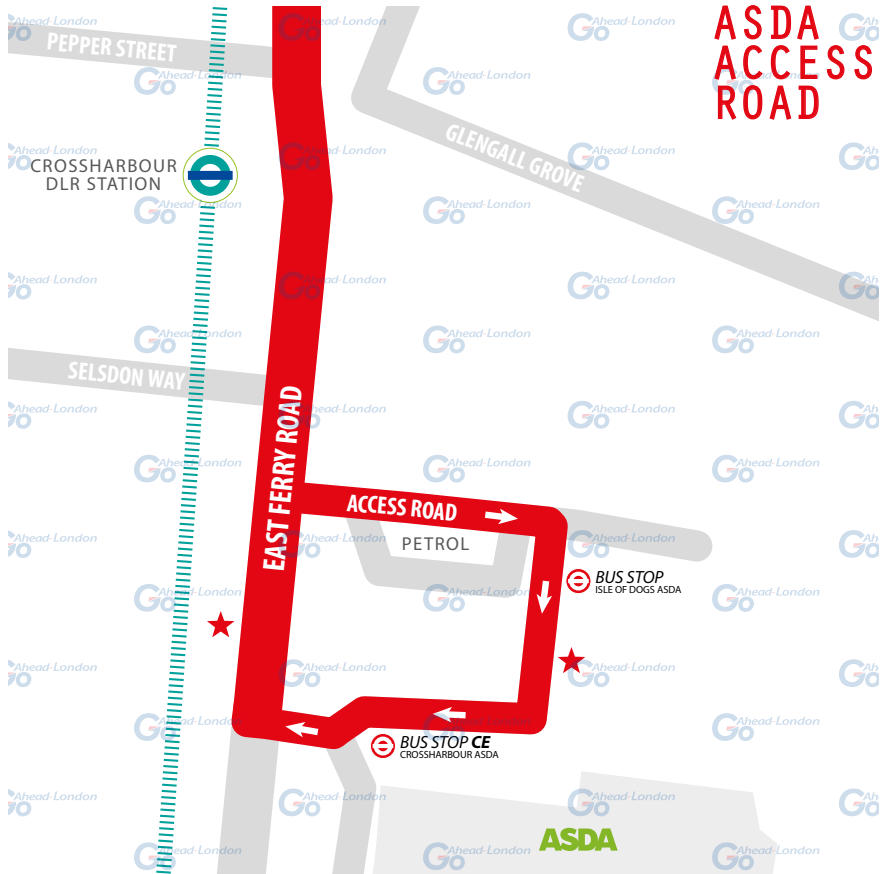 ASDA
ACCESS
ROAD
PEPPER STREET
GLENGALL GROVE
CROSSHARBOUR
DLR STATION
SELSDON WAY
EAST FERRY ROAD
ACCESS ROAD
PETROL
BUS STOP
ISLE OF DOGS ASDA
BUS STOP CE
CROSSHARBOUR ASDA
ASDA
Go Ahead-London